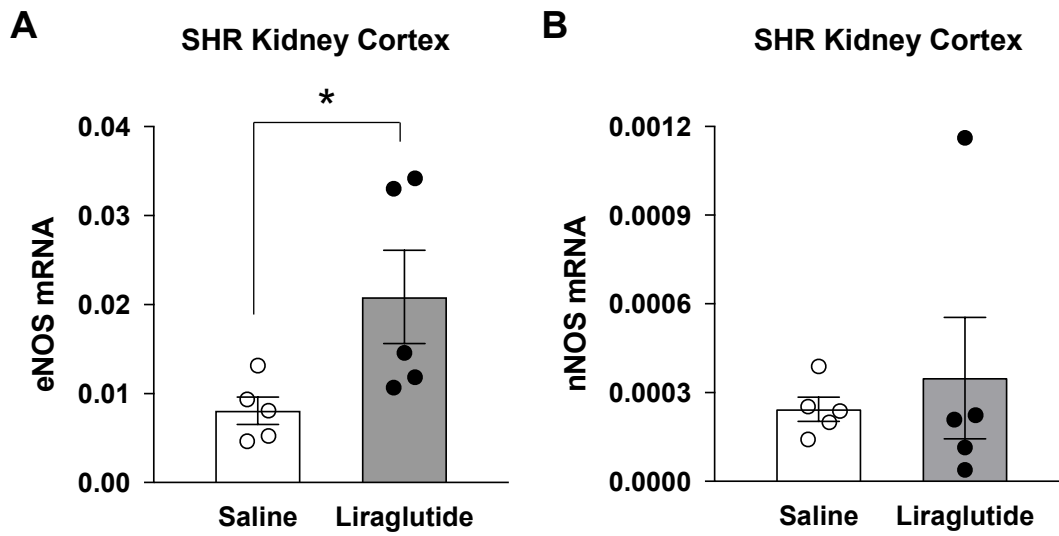 A
SHR Kidney Cortex
*
eNOS mRNA
0.04
0.03
0.02
0.01
0.00
Saline
Liraglutide
B
SHR Kidney Cortex
nNOS mRNA
0.0012
0.0009
0.0006
0.0003
0.0000
Saline
Liraglutide